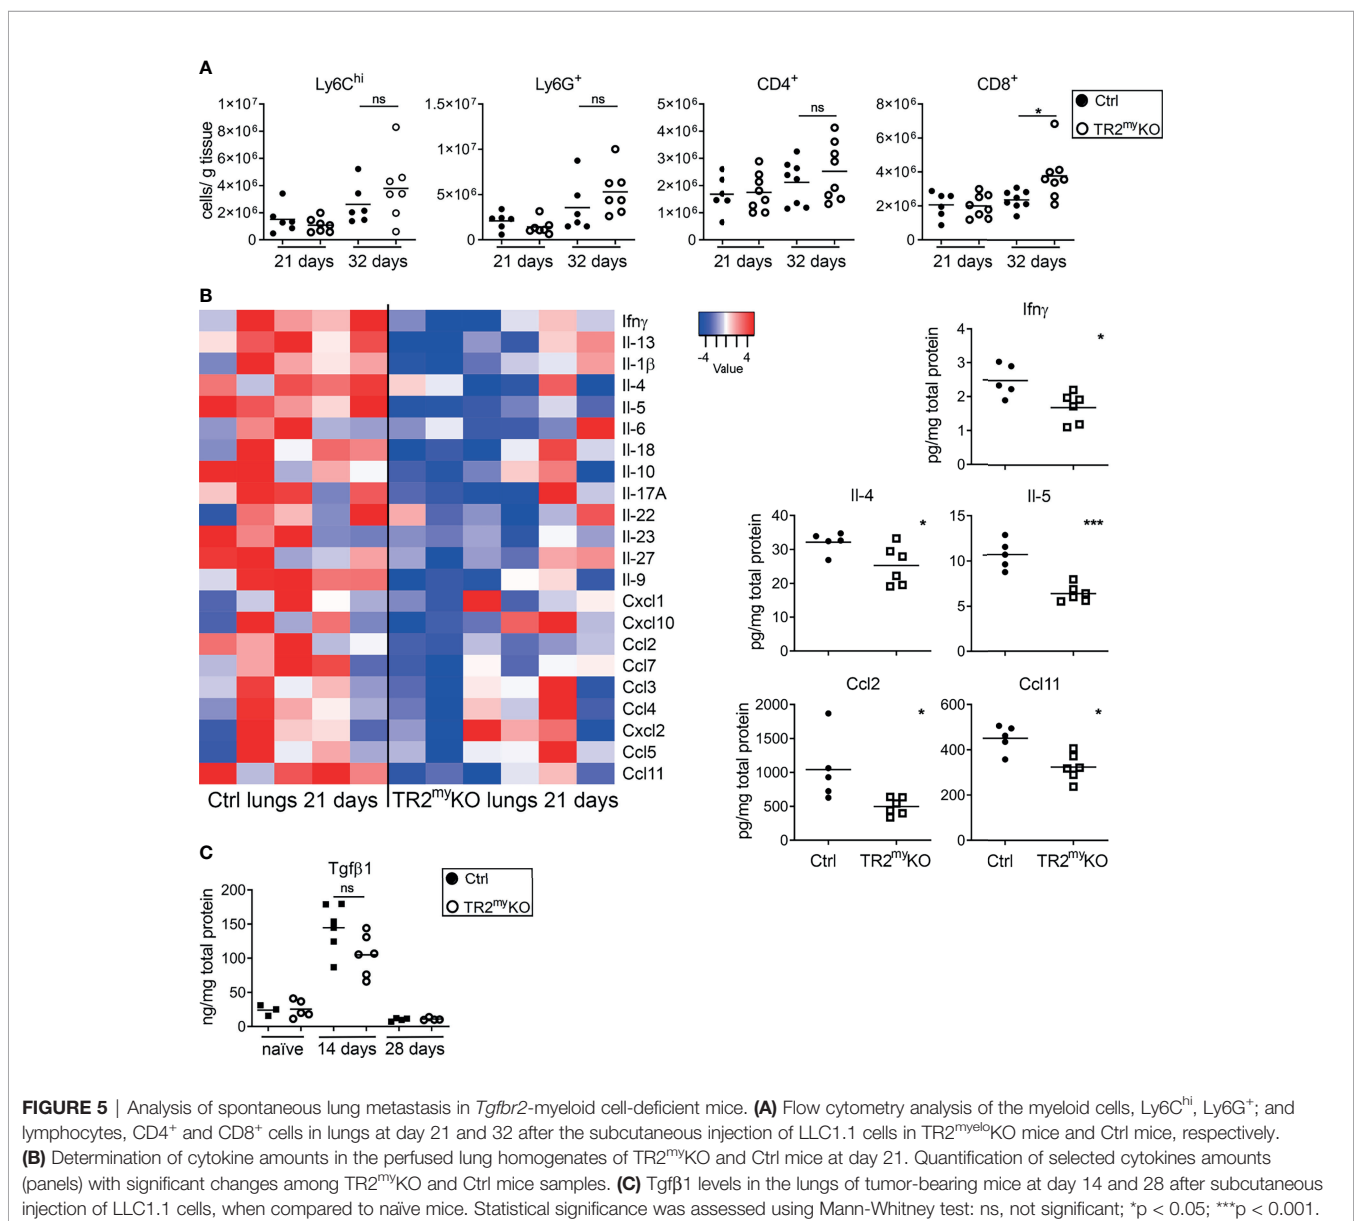 A
Ly6Chi
Ly6G+
CD4+
CD8+
Ctrl
TR2myKO
cells/ g tissue
1×10⁷
8×10⁶
6×10⁶
4×10⁶
2×10⁶
0
ns
21 days
32 days
1.5×10⁷
1×10⁷
5×10⁶
0
ns
21 days
32 days
5×10⁶
4×10⁶
3×10⁶
2×10⁶
1×10⁶
0
ns
21 days
32 days
8×10⁶
6×10⁶
4×10⁶
2×10⁶
0
*
21 days
32 days
B
Ifnγ
Il-13
Il-1β
Il-4
Il-5
Il-6
Il-18
Il-10
Il-17A
Il-22
Il-23
Il-27
Il-9
Cxcl1
Cxcl10
Ccl2
Ccl7
Ccl3
Ccl4
Cxcl2
Ccl5
Ccl11
Ctrl lungs 21 days
TR2myKO lungs 21 days
-4 4
Value
Ifnγ
pg/mg total protein
4
3
2
1
0
*
Il-4
pg/mg total protein
40
30
20
10
0
*
Il-5
15
10
5
0
***
Ccl2
pg/mg total protein
2000
1500
1000
500
0
*
Ctrl TR2myKO
Ccl11
600
400
200
0
*
Ctrl TR2myKO
C
Tgfβ1
Ctrl
TR2myKO
ng/mg total protein
200
150
100
50
0
ns
naïve
14 days
28 days
FIGURE 5 | Analysis of spontaneous lung metastasis in Tgfbr2-myeloid cell-deficient mice. (A) Flow cytometry analysis of the myeloid cells, Ly6Chi, Ly6G+; and
lymphocytes, CD4+ and CD8+ cells in lungs at day 21 and 32 after the subcutaneous injection of LLC1.1 cells in TR2myeloKO mice and Ctrl mice, respectively.
(B) Determination of cytokine amounts in the perfused lung homogenates of TR2myKO and Ctrl mice at day 21. Quantification of selected cytokines amounts
(panels) with significant changes among TR2myKO and Ctrl mice samples. (C) Tgfβ1 levels in the lungs of tumor-bearing mice at day 14 and 28 after subcutaneous
injection of LLC1.1 cells, when compared to naïve mice. Statistical significance was assessed using Mann-Whitney test: ns, not significant; *p < 0.05; ***p < 0.001.